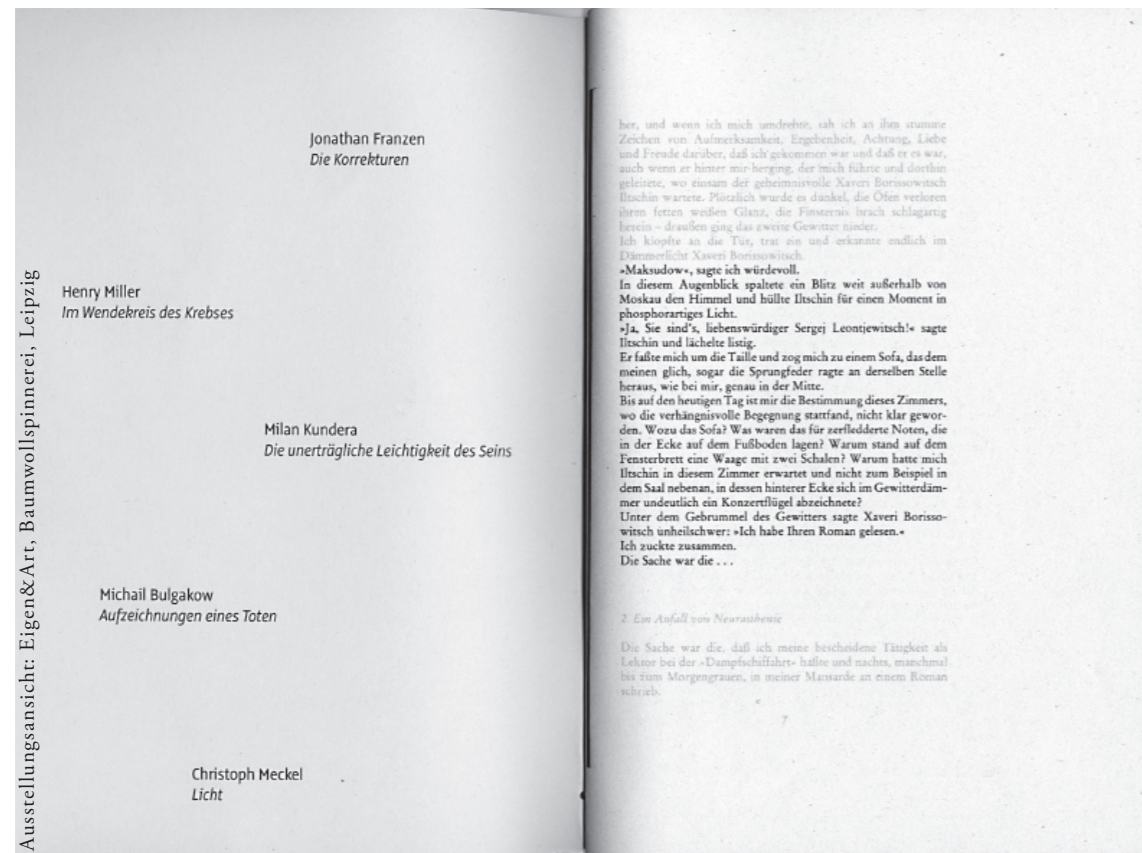 Ausstellungsansicht: Eigen&Art, Baumwollspinnerei, Leipzig
Jonathan Franzen
Die Korrekturen
Henry Miller
Im Wendekreis des Krebses
Milan Kundera
Die unerträgliche Leichtigkeit des Seins
Michail Bulgakow
Aufzeichnungen eines Toten
Christoph Meckel
Licht
her, und wenn ich mich umdrehte, sah ich an ihm stumme
Zeichen von Aufmerksamkeit, Ergebenheit, Achtung, Liebe
und Freude darüber, daß ich gekommen war und daß er es war,
auch wenn er hinter mir herging, der mich führte und dorthin
geleitete, wo einsam der geheimnisvolle Xaveri Borissowitsch
Iltschin wartete. Plötzlich wurde es dunkel, die Öfen verloren
ihren fetten weißen Glanz, die Finsternis brach schlagartig
herein – draußen ging das zweite Gewitter nieder.
Ich klopfte an die Tür, trat ein und erkannte endlich im
Dämmerlicht Xaveri Borissowitsch.
»Maksudow«, sagte ich würdevoll.
In diesem Augenblick spaltete ein Blitz weit außerhalb von
Moskau den Himmel und hüllte Iltschin für einen Moment in
phosphorartiges Licht.
»Ja, Sie sind's, liebenswürdiger Sergej Leontjewitsch!« sagte
Iltschin und lächelte listig.
Er faßte mich um die Taille und zog mich zu einem Sofa, das dem
meinen glich, sogar die Sprungfeder ragte an derselben Stelle
heraus, wie bei mir, genau in der Mitte.
Bis auf den heutigen Tag ist mir die Bestimmung dieses Zimmers,
wo die verhängnisvolle Begegnung stattfand, nicht klar gewor-
den. Wozu das Sofa? Was waren das für zerfledderte Noten, die
in der Ecke auf dem Fußboden lagen? Warum stand auf dem
Fensterbrett eine Waage mit zwei Schalen? Warum hatte mich
Iltschin in diesem Zimmer erwartet und nicht zum Beispiel in
dem Saal nebenan, in dessen hinterer Ecke sich im Gewitterdäm-
mer undeutlich ein Konzertflügel abzeichnete?
Unter dem Gebrummel des Gewitters sagte Xaveri Borisso-
witsch unheilschwer: »Ich habe Ihren Roman gelesen.«
Ich zuckte zusammen.
Die Sache war die . . .
2. Ein Anfall von Neurasthenie
Die Sache war die, daß ich meine bescheidene Tätigkeit als
Lektor bei der »Dampfschiffahrt« haßte und nachts, manchmal
bis zum Morgengrauen, in meiner Mansarde an einem Roman
schrieb.
7